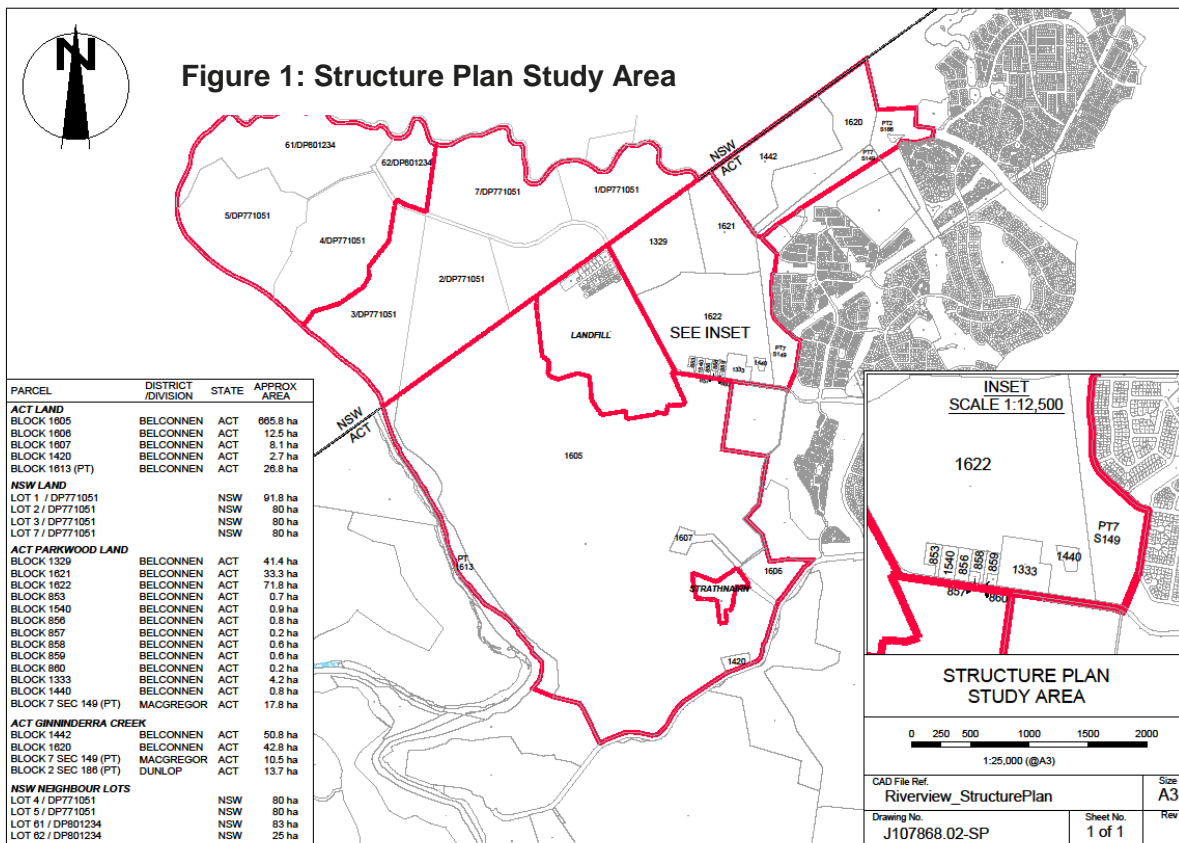 N
Figure 1: Structure Plan Study Area
61/DP801234
62/DP801234
5/DP771051
4/DP771051
7/DP771051
1/DP771051
2/DP771051
3/DP771051
NSW
ACT
1620
PT2
S186
1442
PT7
S149
1621
1329
LANDFILL
1622
SEE INSET
PT7
S149
1333
1440
NSW
ACT
1605
1607
PT
1613
1606
STRATHNAIRN
1420
PARCEL DISTRICT /DIVISION STATE APPROX AREA
ACT LAND
BLOCK 1605 BELCONNEN ACT 665.8 ha
BLOCK 1606 BELCONNEN ACT 12.5 ha
BLOCK 1607 BELCONNEN ACT 8.1 ha
BLOCK 1420 BELCONNEN ACT 2.7 ha
BLOCK 1613 (PT) BELCONNEN ACT 26.8 ha
NSW LAND
LOT 1 / DP771051 NSW 91.8 ha
LOT 2 / DP771051 NSW 80 ha
LOT 3 / DP771051 NSW 80 ha
LOT 7 / DP771051 NSW 80 ha
ACT PARKWOOD LAND
BLOCK 1329 BELCONNEN ACT 41.4 ha
BLOCK 1621 BELCONNEN ACT 33.3 ha
BLOCK 1622 BELCONNEN ACT 71.8 ha
BLOCK 853 BELCONNEN ACT 0.7 ha
BLOCK 1540 BELCONNEN ACT 0.9 ha
BLOCK 856 BELCONNEN ACT 0.8 ha
BLOCK 857 BELCONNEN ACT 0.2 ha
BLOCK 858 BELCONNEN ACT 0.6 ha
BLOCK 859 BELCONNEN ACT 0.6 ha
BLOCK 860 BELCONNEN ACT 0.2 ha
BLOCK 1333 BELCONNEN ACT 4.2 ha
BLOCK 1440 BELCONNEN ACT 0.8 ha
BLOCK 7 SEC 149 (PT) MACGREGOR ACT 17.8 ha
ACT GINNINDERRA CREEK
BLOCK 1442 BELCONNEN ACT 50.8 ha
BLOCK 1620 BELCONNEN ACT 42.8 ha
BLOCK 7 SEC 149 (PT) MACGREGOR ACT 10.5 ha
BLOCK 2 SEC 186 (PT) DUNLOP ACT 13.7 ha
NSW NEIGHBOUR LOTS
LOT 4 / DP771051 NSW 80 ha
LOT 5 / DP771051 NSW 80 ha
LOT 61 / DP801234 NSW 83 ha
LOT 62 / DP801234 NSW 25 ha
INSET
SCALE 1:12,500
1622
PT7
S149
853
1540
856
858
859
1333
1440
857
860
STRUCTURE PLAN
STUDY AREA
0 250 500 1000 1500 2000
1:25,000 (@A3)
CAD File Ref.
Riverview_StructurePlan
Size
A3
Drawing No.
J107868.02-SP
Sheet No.
1 of 1
Rev